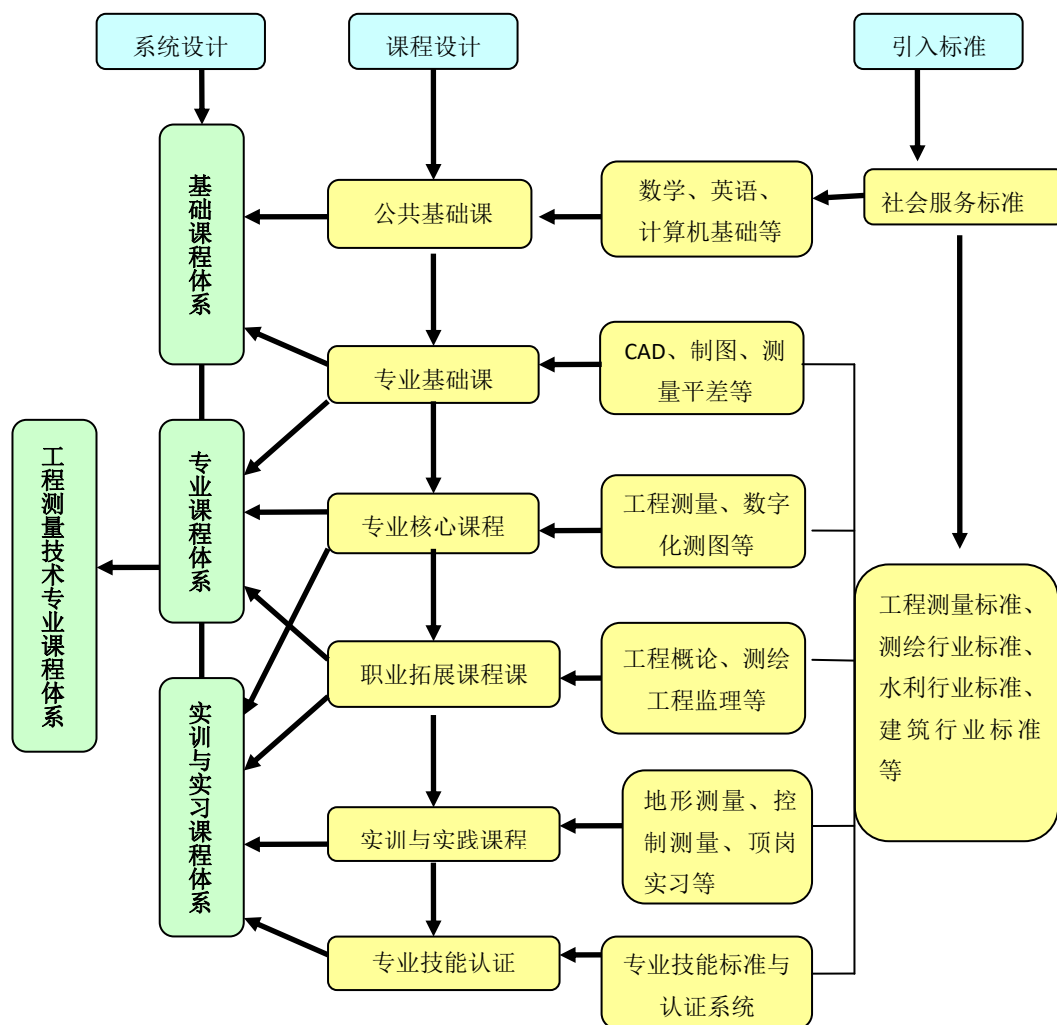 系统设计
课程设计
引入标准
基础课程体系
公共基础课
数学、英语、
计算机基础等
社会服务标准
专业基础课
CAD、制图、测
量平差等
工程测量技术专业课程体系
专业课程体系
专业核心课程
工程测量、数字
化测图等
工程测量标准、
测绘行业标准、
水利行业标准、
建筑行业标准
等
职业拓展课程课
工程概论、测绘
工程监理等
实训与实习课程体系
实训与实践课程
地形测量、控
制测量、顶岗
实习等
专业技能认证
专业技能标准与
认证系统